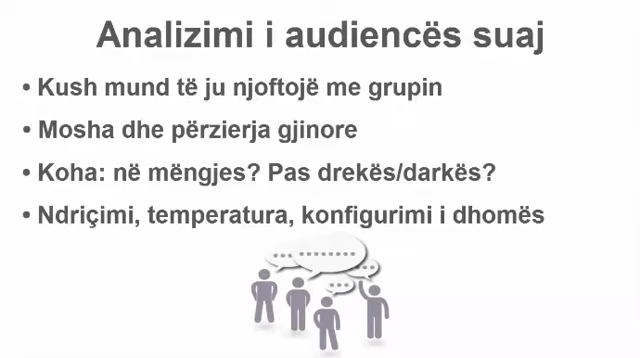 Analizimi i audiencës suaj
• Kush mund të ju njoftojë me grupin
• Mosha dhe përzierja gjinore
• Koha: në mëngjes? Pas drekës/darkës?
• Ndriçimi, temperatura, konfigurimi i dhomës